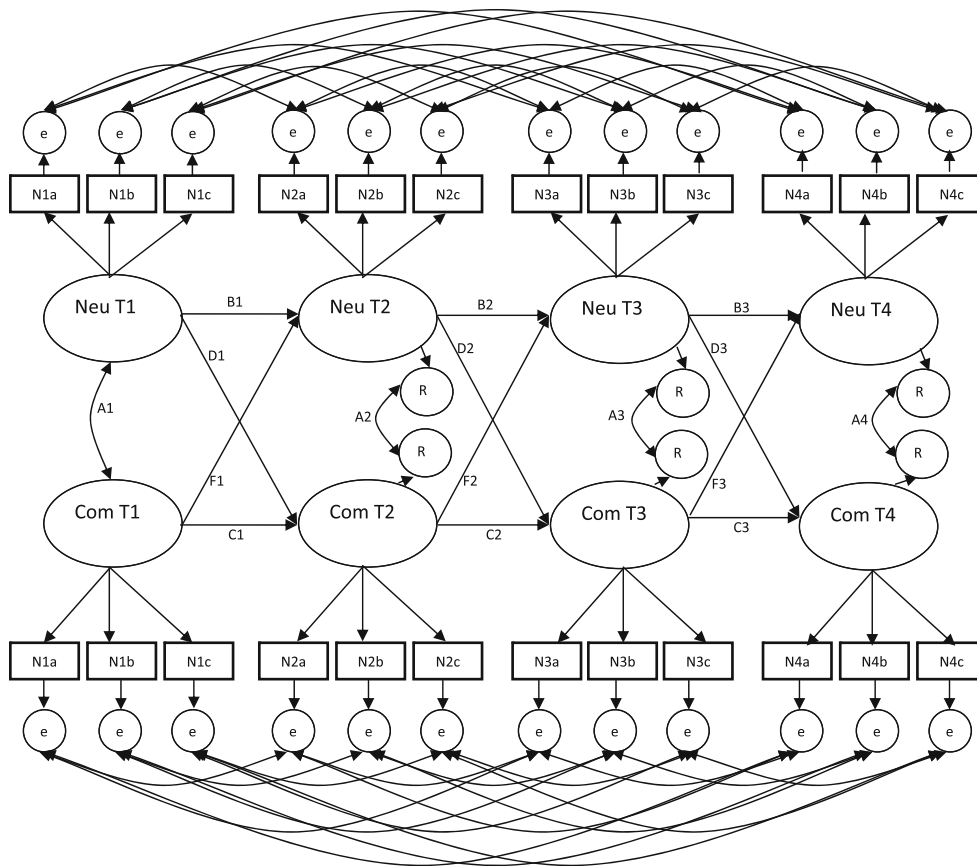 e e e e e e e e e e e e
N1a N1b N1c N2a N2b N2c N3a N3b N3c N4a N4b N4c
Neu T1 B1 Neu T2 B2 Neu T3 B3 Neu T4
D1 D2 D3
R R R
A1 A2 A3 A4
R R R
F1 F2 F3
Com T1 C1 Com T2 C2 Com T3 C3 Com T4
N1a N1b N1c N2a N2b N2c N3a N3b N3c N4a N4b N4c
e e e e e e e e e e e e